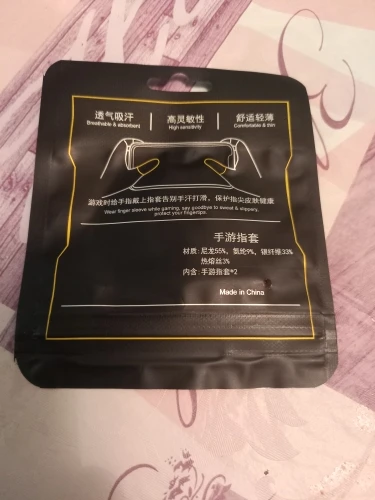 透气吸汗 高灵敏性 舒适轻薄
Breathable & absorbent High sensitivity Comfortable & thin
游戏时给手指戴上指套告别手汗打滑，保护指尖皮肤健康
Wear finger sleeve while gaming, say goodbye to sweat & slippery,
protect your fingertips.
手游指套
材质：尼龙55%、氨纶9%、银纤维33%
热熔丝3%
内含：手游指套*2
Made in China